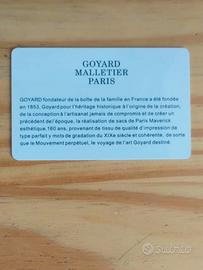 GOYARD
MALLETIER
PARIS
GOYARD fondateur de la boîte de la famille en France a été fondée
en 1853, Goyard pour l'héritage historique à l'origine de la création,
de la conception à l'artisanat jamais de compromis et de créer un
précédent de l'époque, la réalisation de sacs de Paris Maverick
esthétique.160 ans, provenant de tissu de qualité d'impression de
type parfait y mots de gradation du XIXe siècle et cohérente, de sorte
que le Mouvement perpétuel, le voyage de l'art Goyard destiné.
Subito.it